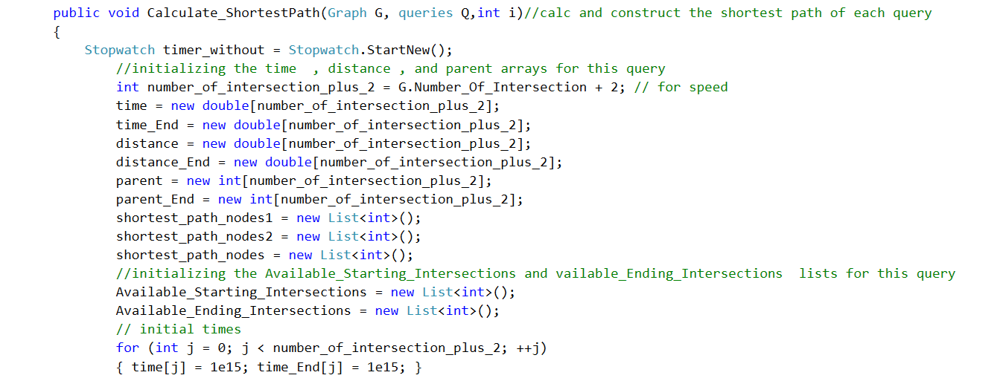 public void Calculate_ShortestPath(Graph G, queries Q,int i)//calc and construct the shortest path of each query
{
Stopwatch timer_without = Stopwatch.StartNew();
//initializing the time  , distance , and parent arrays for this query
int number_of_intersection_plus_2 = G.Number_Of_Intersection + 2; // for speed
time = new double[number_of_intersection_plus_2];
time_End = new double[number_of_intersection_plus_2];
distance = new double[number_of_intersection_plus_2];
distance_End = new double[number_of_intersection_plus_2];
parent = new int[number_of_intersection_plus_2];
parent_End = new int[number_of_intersection_plus_2];
shortest_path_nodes1 = new List<int>();
shortest_path_nodes2 = new List<int>();
shortest_path_nodes = new List<int>();
//initializing the Available_Starting_Intersections and vailable_Ending_Intersections  lists for this query
Available_Starting_Intersections = new List<int>();
Available_Ending_Intersections = new List<int>();
// initial times
for (int j = 0; j < number_of_intersection_plus_2; ++j)
{ time[j] = 1e15; time_End[j] = 1e15; }